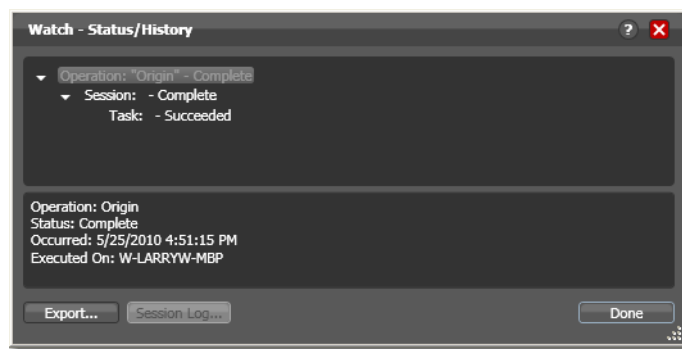 Watch - Status/History
?
Operation: "Origin" - Complete
Session: - Complete
Task: - Succeeded
Operation: Origin
Status: Complete
Occurred: 5/25/2010 4:51:15 PM
Executed On: W-LARRYW-MBP
Export... Session Log... Done